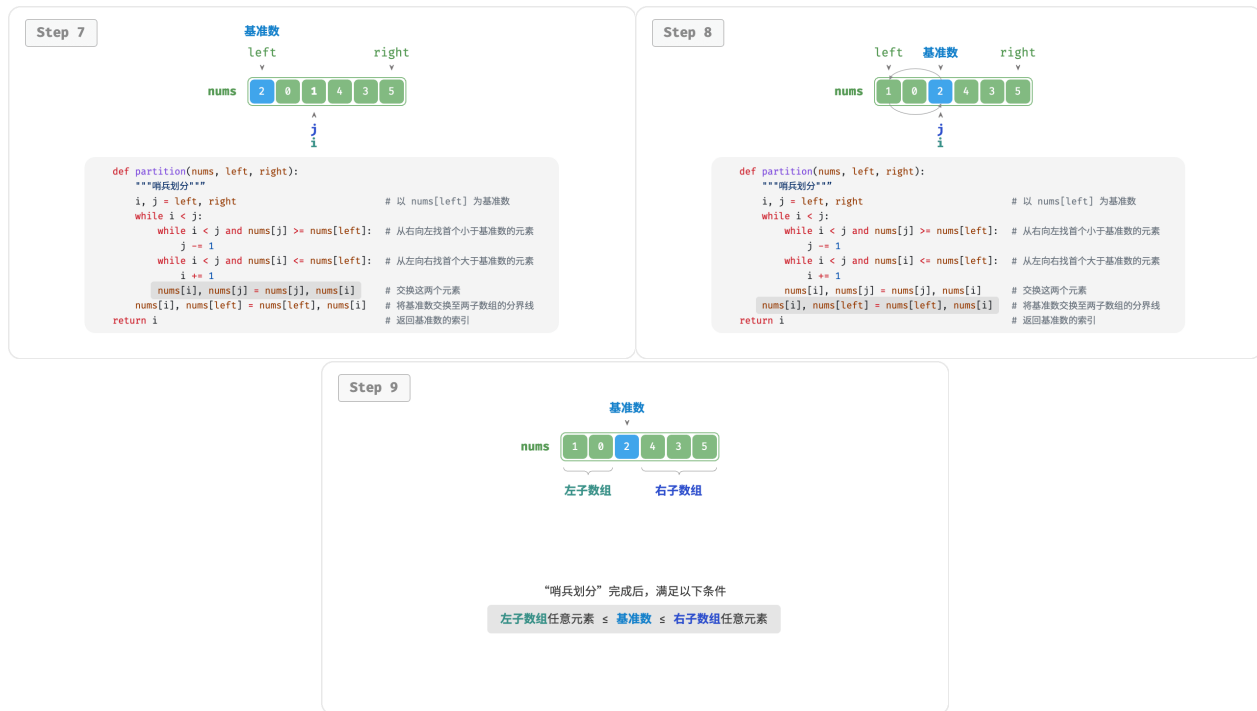 Step 7
基准数
left right
nums 2 0 1 4 3 5
j
i
def partition(nums, left, right):
"""哨兵划分"""
i, j = left, right # 以 nums[left] 为基准数
while i < j:
while i < j and nums[j] >= nums[left]: # 从右向左找首个小于基准数的元素
j -= 1
while i < j and nums[i] <= nums[left]: # 从左向右找首个大于基准数的元素
i += 1
nums[i], nums[j] = nums[j], nums[i] # 交换这两个元素
nums[i], nums[left] = nums[left], nums[i] # 将基准数交换至两子数组的分界线
return i # 返回基准数的索引
Step 8
left 基准数 right
nums 1 0 2 4 3 5
j
i
def partition(nums, left, right):
"""哨兵划分"""
i, j = left, right # 以 nums[left] 为基准数
while i < j:
while i < j and nums[j] >= nums[left]: # 从右向左找首个小于基准数的元素
j -= 1
while i < j and nums[i] <= nums[left]: # 从左向右找首个大于基准数的元素
i += 1
nums[i], nums[j] = nums[j], nums[i] # 交换这两个元素
nums[i], nums[left] = nums[left], nums[i] # 将基准数交换至两子数组的分界线
return i # 返回基准数的索引
Step 9
基准数
nums 1 0 2 4 3 5
左子数组 右子数组
“哨兵划分”完成后，满足以下条件
左子数组任意元素 ≤ 基准数 ≤ 右子数组任意元素